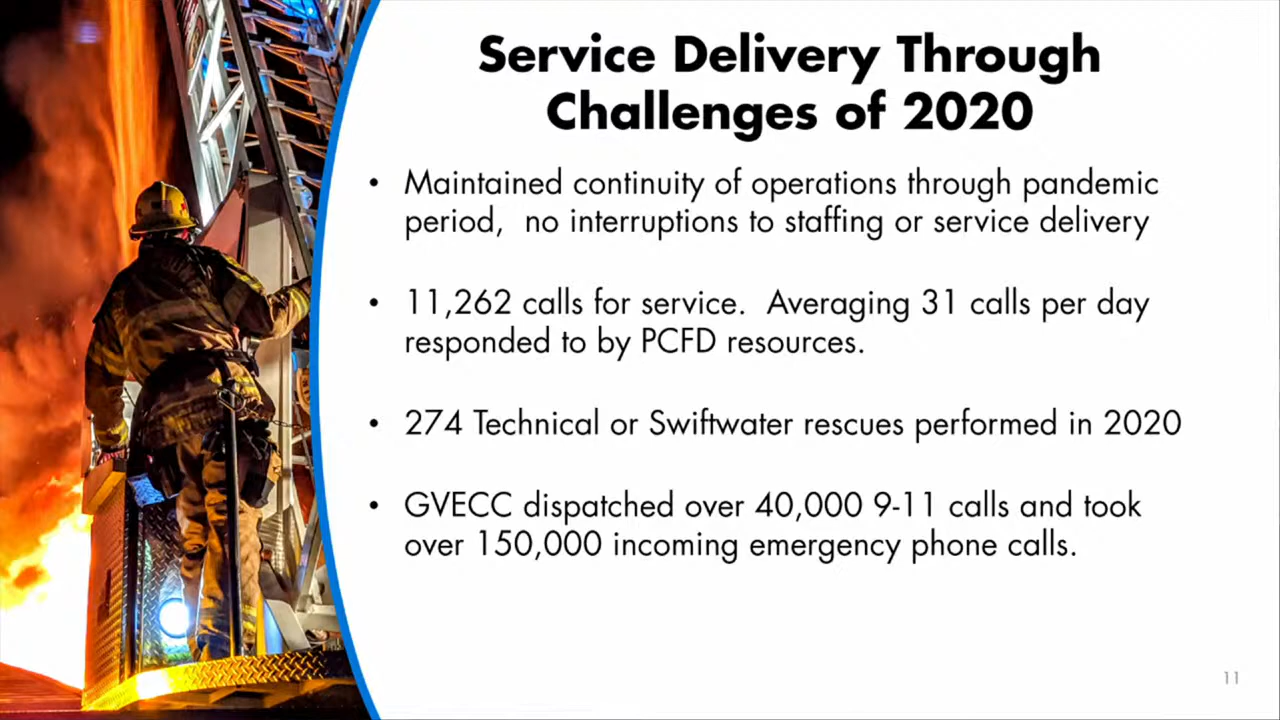 Service Delivery Through
Challenges of 2020
• Maintained continuity of operations through pandemic
period,  no interruptions to staffing or service delivery
• 11,262 calls for service.  Averaging 31 calls per day
responded to by PCFD resources.
• 274 Technical or Swiftwater rescues performed in 2020
• GVECC dispatched over 40,000 9-11 calls and took
over 150,000 incoming emergency phone calls.
11